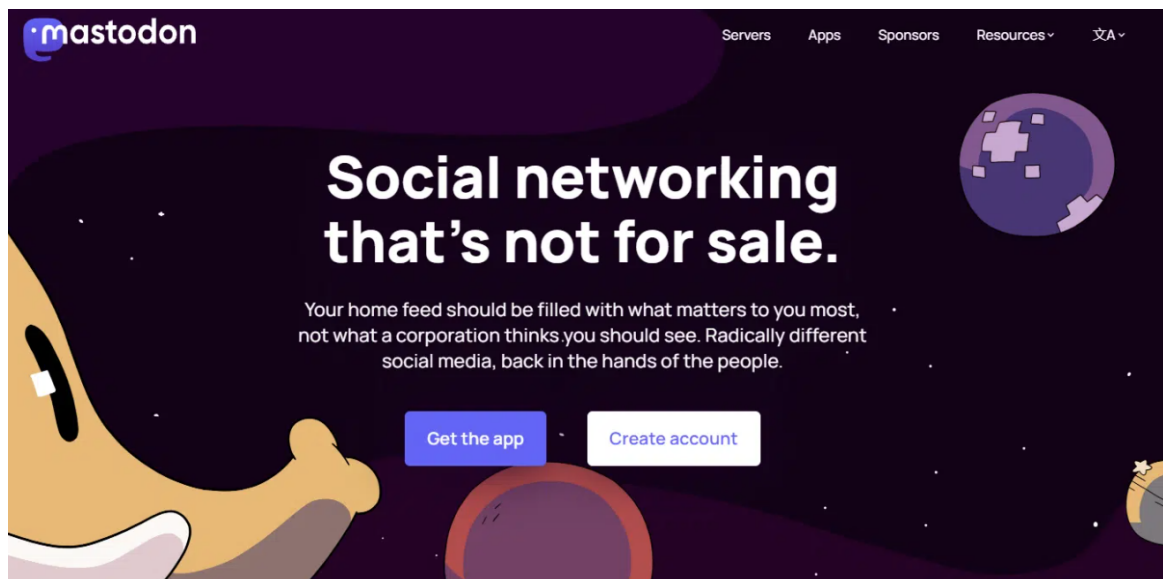 mastodon
Servers Apps Sponsors Resources 文A
Social networking
that's not for sale.
Your home feed should be filled with what matters to you most,
not what a corporation thinks you should see. Radically different
social media, back in the hands of the people.
Get the app Create account